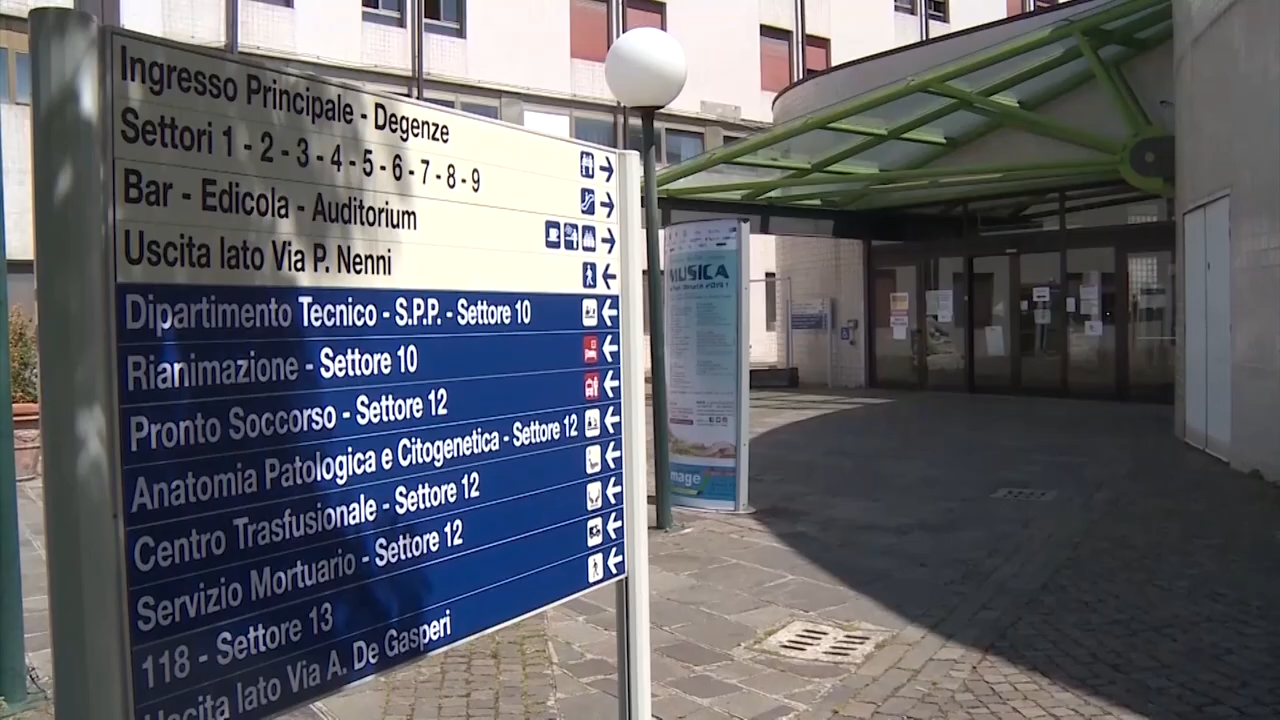 Ingresso Principale - Degenze
Settori 1 - 2 - 3 - 4 - 5 - 6 - 7 - 8 - 9
Bar - Edicola - Auditorium
Uscita lato Via P. Nenni
Dipartimento Tecnico - S.P.P. - Settore 10
Rianimazione - Settore 10
Pronto Soccorso - Settore 12
Anatomia Patologica e Citogenetica - Settore 12
Centro Trasfusionale - Settore 12
Servizio Mortuario - Settore 12
118 - Settore 13
Uscita lato Via A. De Gasperi
MUSICA
mage